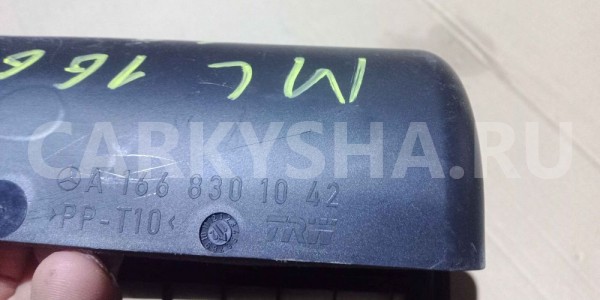 ML 166
CARKYSHA.RU
A 166 830 10 42
>PP-T10<
TRW